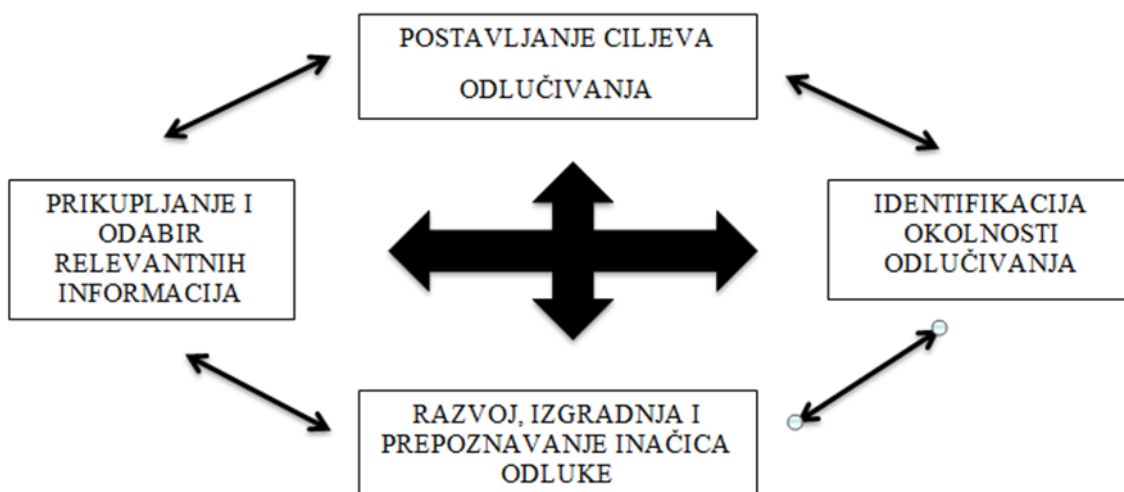 POSTAVLJANJE CILJEVA
ODLUČIVANJA
PRIKUPLJANJE I
ODABIR
RELEVANTNIH
INFORMACIJA
IDENTIFIKACIJA
OKOLNOSTI
ODLUČIVANJA
RAZVOJ, IZGRADNJA I
PREPOZNAVANJE INAČICA
ODLUKE